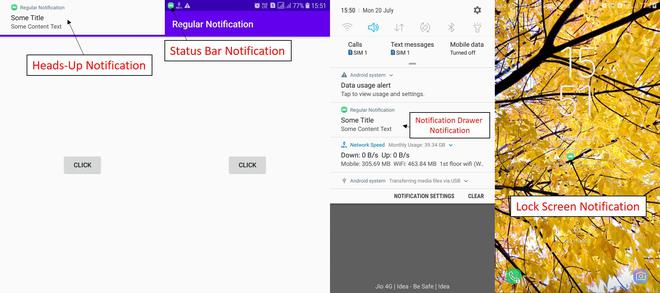 Regular Notification
Some Title
Some Content Text
Heads-Up Notification
CLICK
77% 15:51
Regular Notification
Status Bar Notification
CLICK
15:50 | Mon 20 July
Calls
SIM 1
Text messages
SIM 1
Mobile data
Turned off
Android system
Data usage alert
Tap to view usage and settings.
Regular Notification
Some Title
Some Content Text
Notification Drawer
Notification
Network Speed Monthly Usage: 39.34 GB
Down: 0 B/s Up: 0 B/s
Mobile: 305.69 MB WiFi: 463.84 MB 1st floor wifi (W..
Android system Transferring media files via USB
NOTIFICATION SETTINGS CLEAR
Jio 4G | Idea - Be Safe | Idea
15
51
Lock Screen Notification